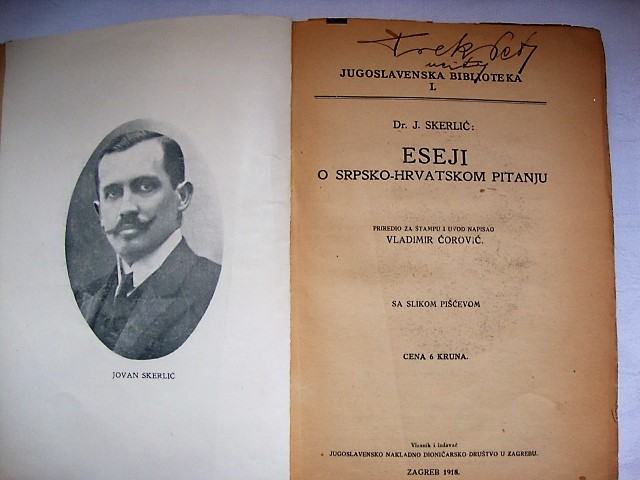 JOVAN SKERLIĆ
JUGOSLAVENSKA BIBLIOTEKA
I.
Dr. J. SKERLIĆ:
ESEJI
O SRPSKO-HRVATSKOM PITANJU
PRIREDIO ZA ŠTAMPU I UVOD NAPISAO
VLADIMIR ĆOROVIĆ.
SA SLIKOM PIŠČEVOM
CENA 6 KRUNA.
Vlasnik i izdavač
JUGOSLAVENSKO NAKLADNO DIONIČARSKO DRUŠTVO U ZAGREBU.
ZAGREB 1918.